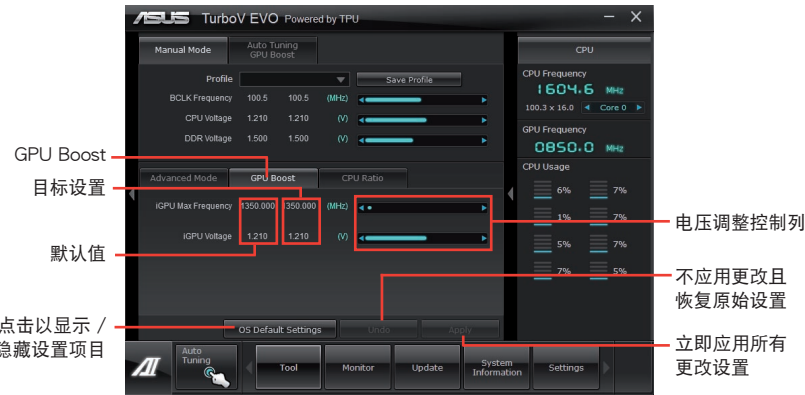 ASUS TurboV EVO Powered by TPU
Manual Mode
Auto Tuning
GPU Boost
Profile
Save Profile
BCLK Frequency 100.5 100.5 (MHz)
CPU Voltage 1.210 1.210 (V)
DDR Voltage 1.500 1.500 (V)
Advanced Mode GPU Boost CPU Ratio
iGPU Max Frequency 1350.000 1350.000 (MHz)
iGPU Voltage 1.210 1.210 (V)
OS Default Settings Undo Apply
CPU
CPU Frequency
1604.6 MHz
100.3 x 16.0 Core 0
GPU Frequency
0850.0 MHz
CPU Usage
6% 7%
1% 7%
5% 7%
7% 5%
AI
Auto
Tuning
Tool
Monitor
Update
System
Information
Settings
GPU Boost
目标设置
默认值
点击以显示 /
隐藏设置项目
电压调整控制列
不应用更改且
恢复原始设置
立即应用所有
更改设置